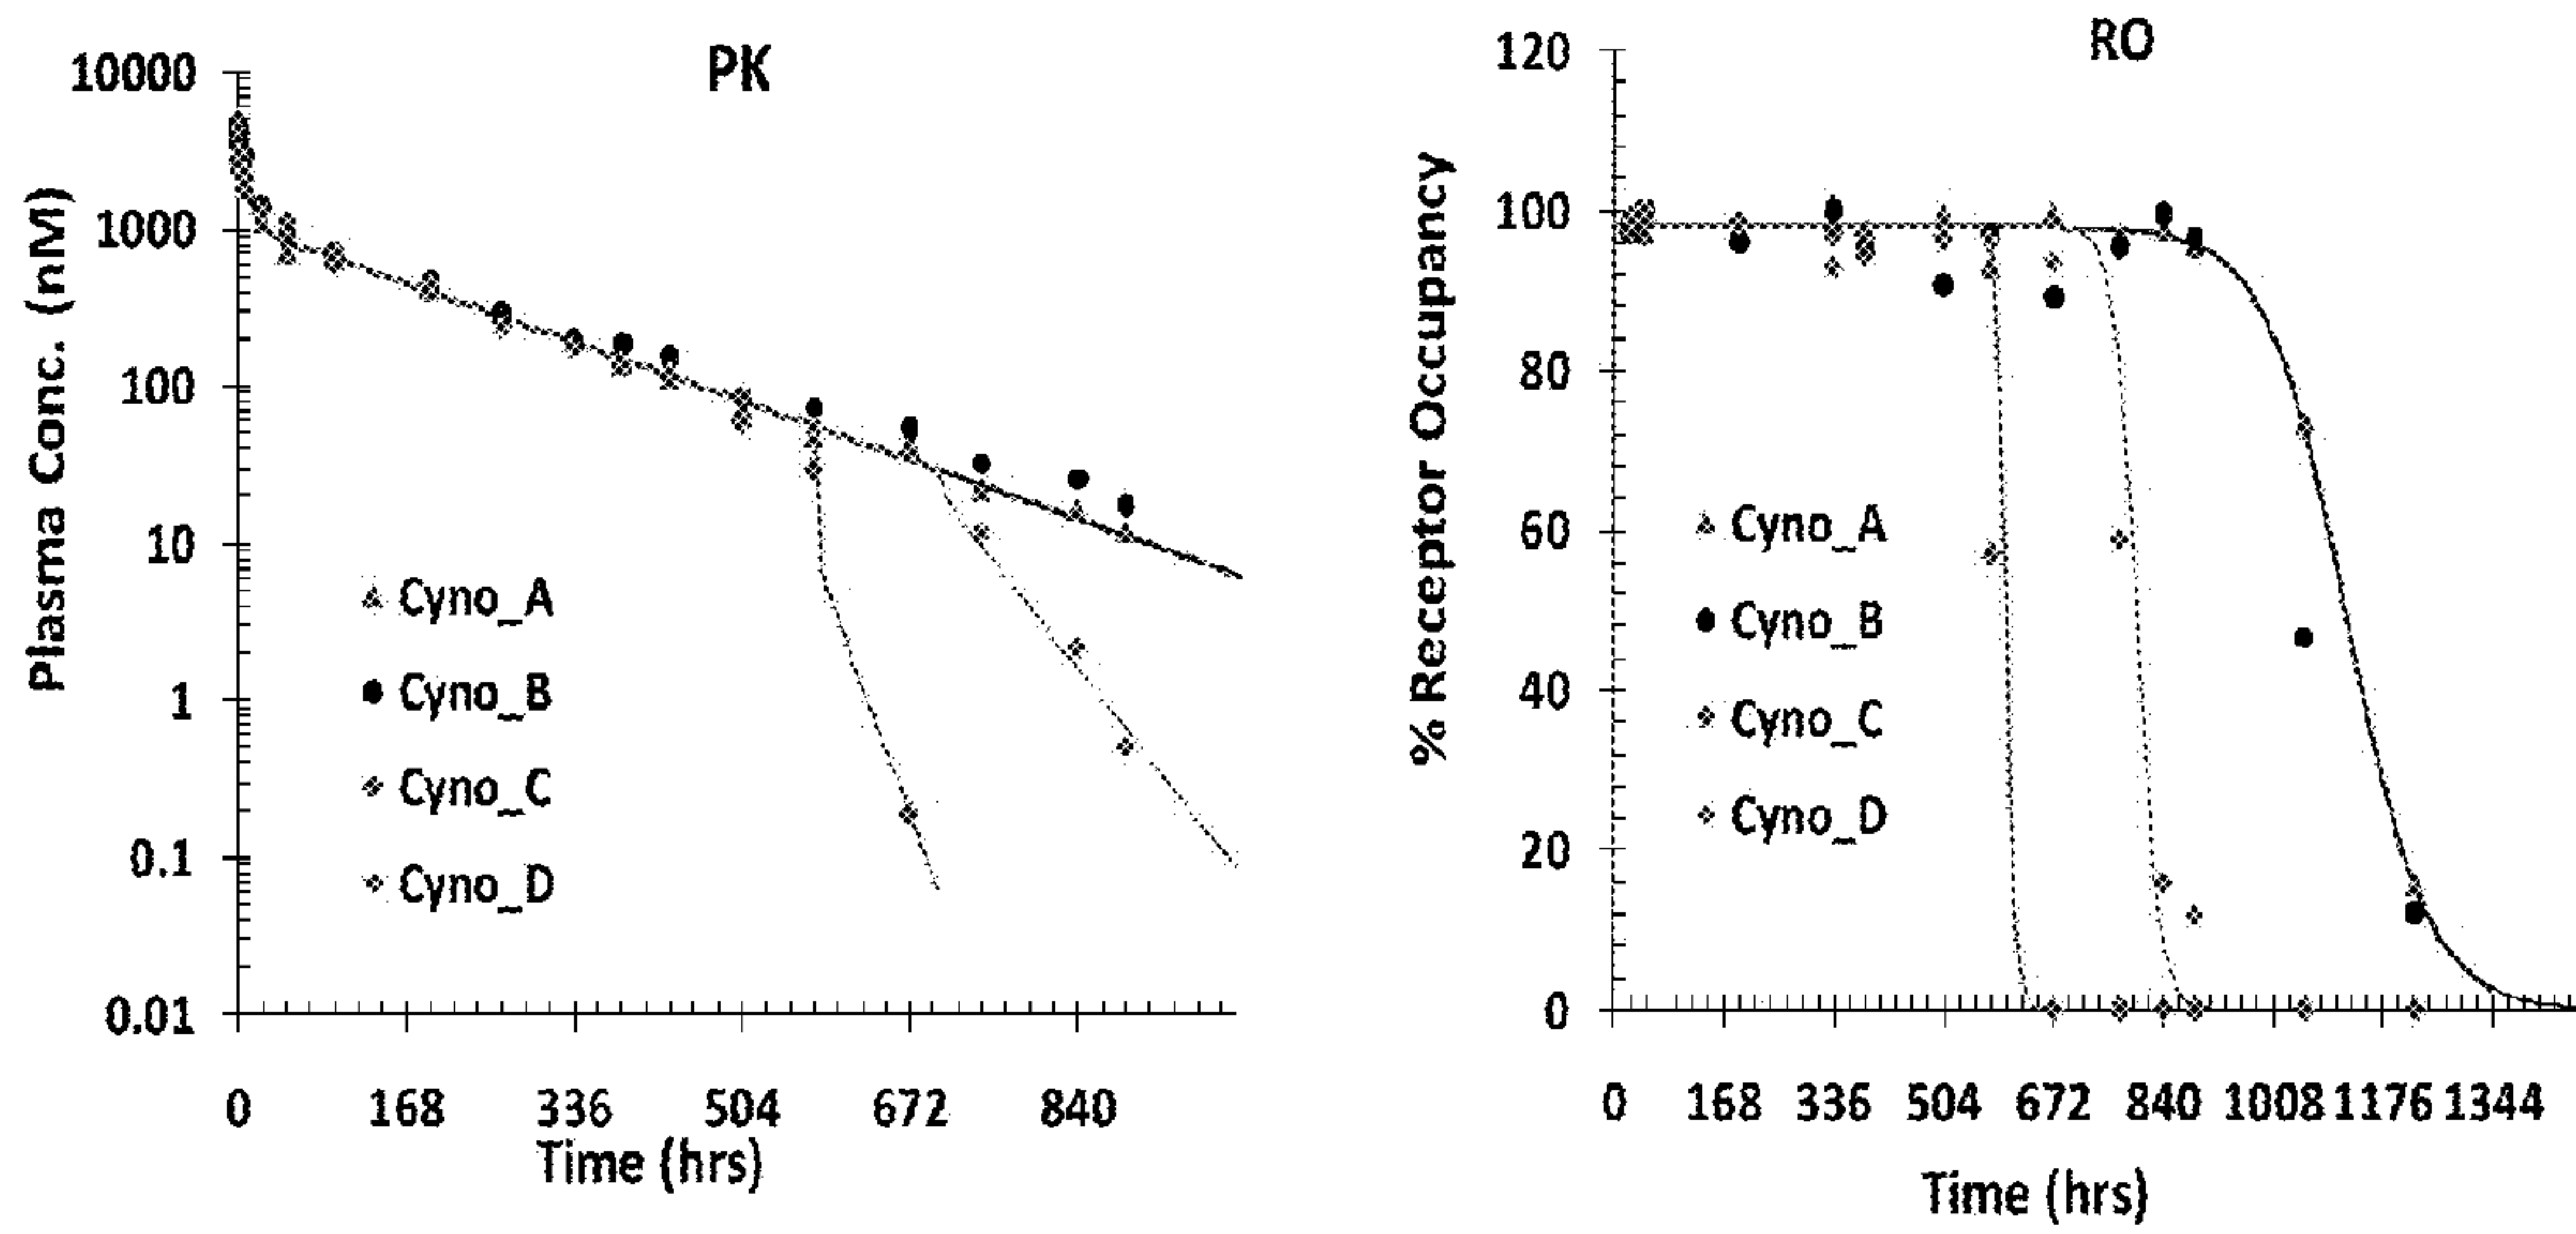 PK
Plasma Conc. (nM)
10000
1000
100
10
1
0.1
0.01
Cyno_A
Cyno_B
Cyno_C
Cyno_D
0 168 336 504 672 840
Time (hrs)
RO
% Receptor Occupancy
120
100
80
60
40
20
0
Cyno_A
Cyno_B
Cyno_C
Cyno_D
0 168 336 504 672 840 1008 1176 1344
Time (hrs)